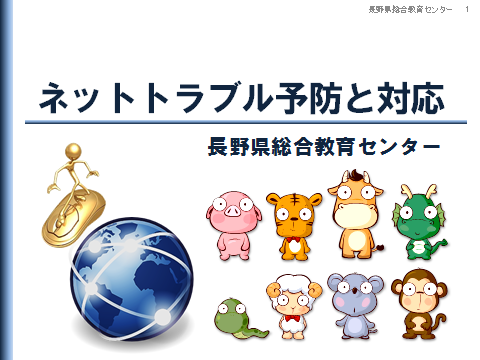 長野県総合教育センター 1
ネットトラブル予防と対応
長野県総合教育センター